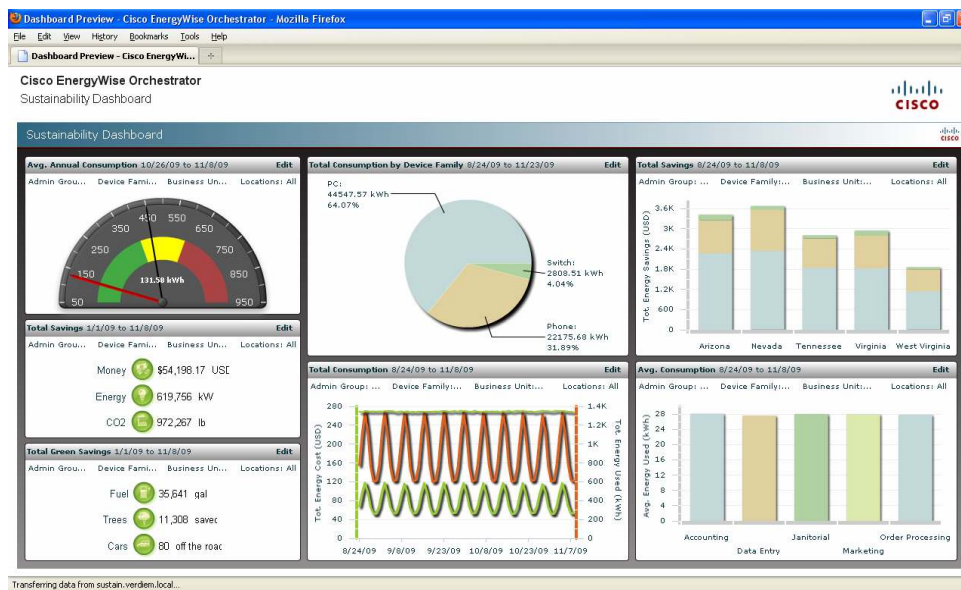 Dashboard Preview - Cisco EnergyWise Orchestrator - Mozilla Firefox
File Edit View History Bookmarks Tools Help
Dashboard Preview - Cisco EnergyWi...
Cisco EnergyWise Orchestrator
Sustainability Dashboard
CISCO
Sustainability Dashboard
CISCO
Avg. Annual Consumption 10/26/09 to 11/8/09 Edit
Admin Grou... Device Fami... Business Un... Locations: All
50 150 250 350 450 550 650 750 850 950
131.58 kWh
Total Savings 1/1/09 to 11/8/09 Edit
Admin Grou... Device Fami... Business Un... Locations: All
Money $54,198.17 USD
Energy 619,756 kW
CO2 972,267 lb
Total Green Savings 1/1/09 to 11/8/09 Edit
Admin Grou... Device Fami... Business Un... Locations: All
Fuel 35,641 gal
Trees 11,308 saved
Cars 80 off the roac
Total Consumption by Device Family 8/24/09 to 11/23/09 Edit
PC:
44547.57 kWh
64.07%
Switch:
2808.51 kWh
4.04%
Phone:
22175.68 kWh
31.89%
Total Consumption 8/24/09 to 11/8/09 Edit
Admin Group: ... Device Family:... Business Unit:... Locations: All
Tot. Energy Cost (USD)
280
240
200
160
120
80
40
0
1.4K
1.2K
1K
800
600
400
200
0
Tot. Energy Used (kWh)
8/24/09 9/8/09 9/23/09 10/8/09 10/23/09 11/7/09
Total Savings 8/24/09 to 11/8/09 Edit
Admin Group: ... Device Family:... Business Unit:... Locations: All
Tot. Energy Savings (USD)
3.6K
3K
2.4K
1.8K
1.2K
600
0
Arizona Nevada Tennessee Virginia West Virginia
Avg. Consumption 8/24/09 to 11/8/09 Edit
Admin Group: ... Device Family:... Business Unit:... Locations: All
Avg. Energy Used (kWh)
28
24
20
16
12
8
4
0
Accounting Janitorial Order Processing
Data Entry Marketing
Transferring data from sustain.verdiem.local...